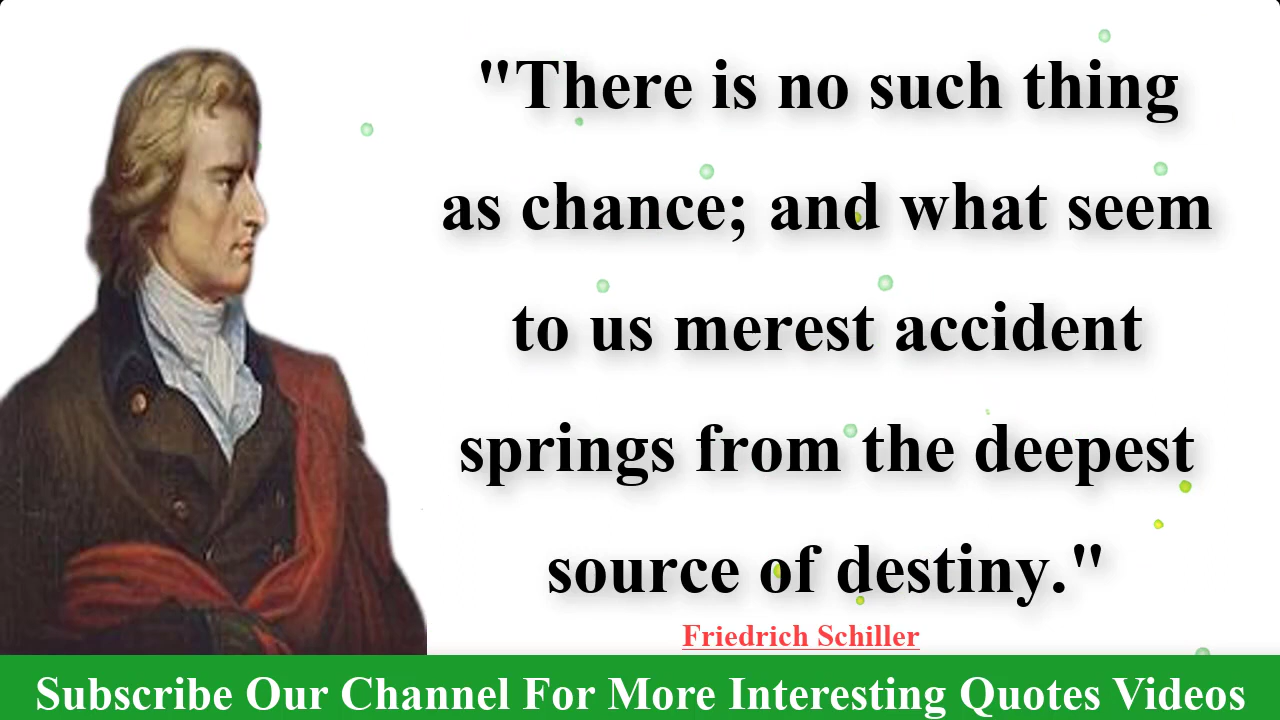 "There is no such thing
as chance; and what seem
to us merest accident
springs from the deepest
source of destiny."
Friedrich Schiller
Subscribe Our Channel For More Interesting Quotes Videos